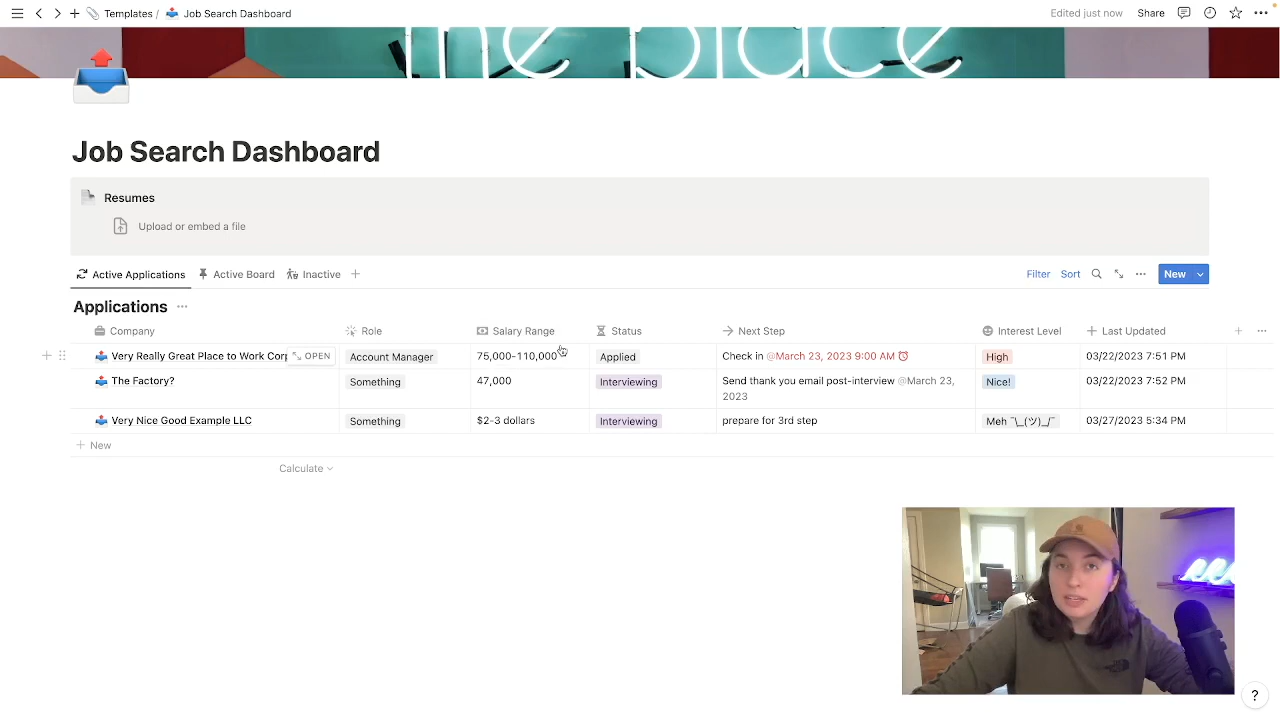 Templates / Job Search Dashboard Edited just now Share
the place
Job Search Dashboard
Resumes
Upload or embed a file
Active Applications Active Board Inactive Filter Sort New
Applications
Company Role Salary Range Status Next Step Interest Level Last Updated
Very Really Great Place to Work Corp OPEN Account Manager 75,000-110,000 Applied Check in @March 23, 2023 9:00 AM High 03/22/2023 7:51 PM
The Factory? Something 47,000 Interviewing Send thank you email post-interview @March 23, 2023 Nice! 03/22/2023 7:52 PM
Very Nice Good Example LLC Something $2-3 dollars Interviewing prepare for 3rd step Meh ¯\_(ツ)_/¯ 03/27/2023 5:34 PM
New
Calculate
?